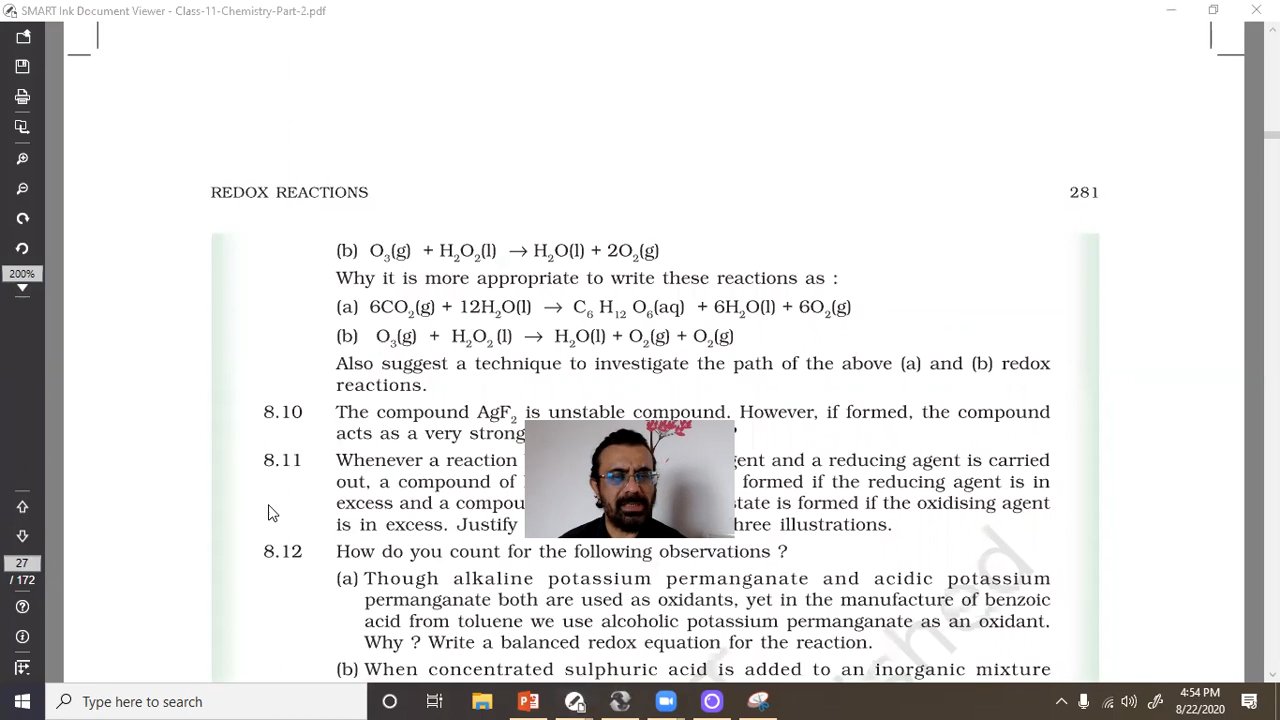 SMART Ink Document Viewer - Class-11-Chemistry-Part-2.pdf
REDOX REACTIONS 281
(b) O₃(g) + H₂O₂(l) → H₂O(l) + 2O₂(g)
Why it is more appropriate to write these reactions as :
(a) 6CO₂(g) + 12H₂O(l) → C₆ H₁₂ O₆(aq) + 6H₂O(l) + 6O₂(g)
(b) O₃(g) + H₂O₂ (l) → H₂O(l) + O₂(g) + O₂(g)
Also suggest a technique to investigate the path of the above (a) and (b) redox
reactions.
8.10 The compound AgF₂ is unstable compound. However, if formed, the compound
acts as a very strong
8.11 Whenever a reaction and a reducing agent is carried
out, a compound of formed if the reducing agent is in
excess and a state is formed if the oxidising agent
is in excess. Justify three illustrations.
8.12 How do you count for the following observations ?
(a) Though alkaline potassium permanganate and acidic potassium
permanganate both are used as oxidants, yet in the manufacture of benzoic
acid from toluene we use alcoholic potassium permanganate as an oxidant.
Why ? Write a balanced redox equation for the reaction.
(b) When concentrated sulphuric acid is added to an inorganic mixture
200%
27
/ 172
Type here to search
4:54 PM
8/22/2020